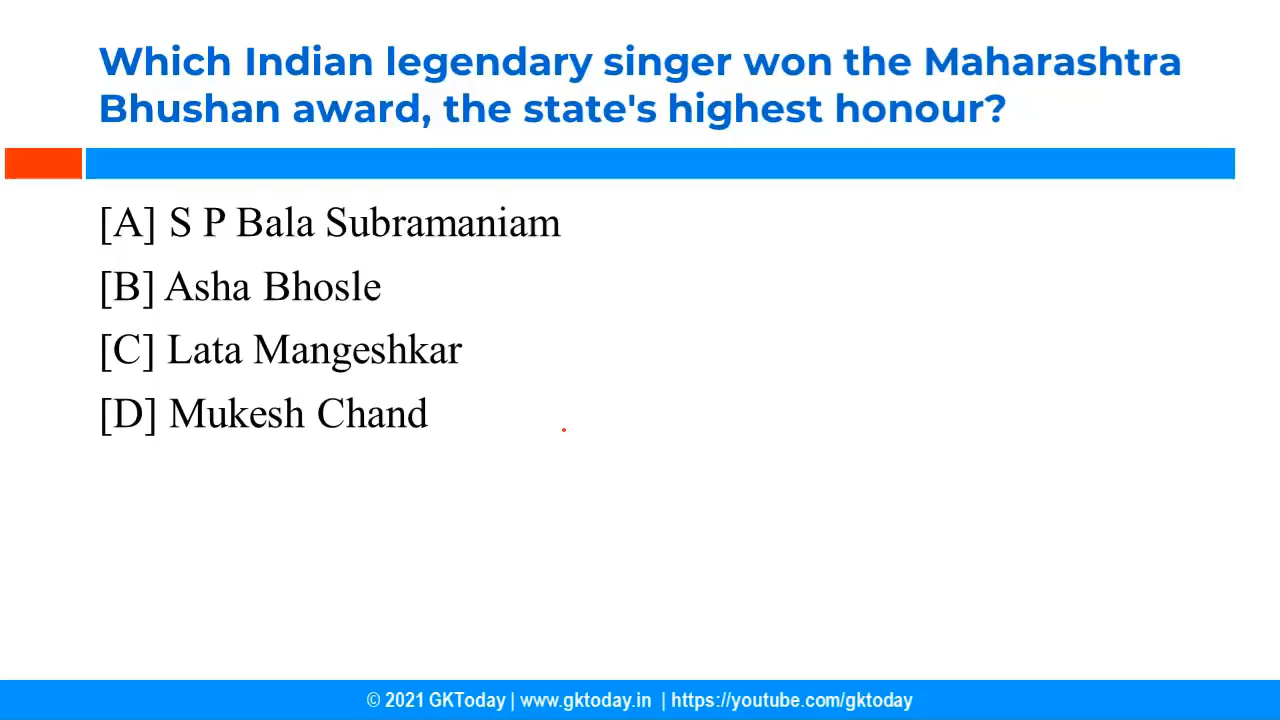 Which Indian legendary singer won the Maharashtra
Bhushan award, the state's highest honour?
[A] S P Bala Subramaniam
[B] Asha Bhosle
[C] Lata Mangeshkar
[D] Mukesh Chand
© 2021 GKToday | www.gktoday.in | https://youtube.com/gktoday